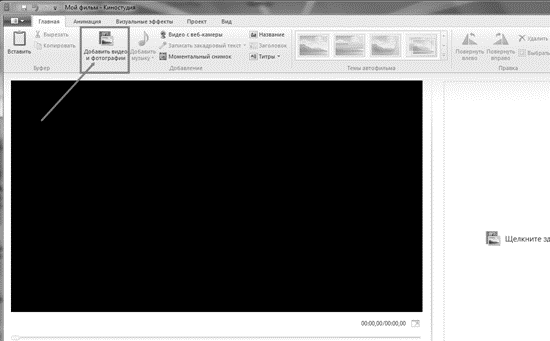 Мой фильм - Киностудия
Главная Анимация Визуальные эффекты Проект Вид
Вставить
Вырезать
Копировать
Буфер
Добавить видео
и фотографии
Добавить
музыку
Видео с веб-камеры
Записать закадровый текст
Моментальный снимок
Название
Заголовок
Титры
Добавление
Темы автофильма
Повернуть
влево
Повернуть
вправо
Удалить
Выбрать
Правка
Щелкните зд
00:00,00/00:00,00